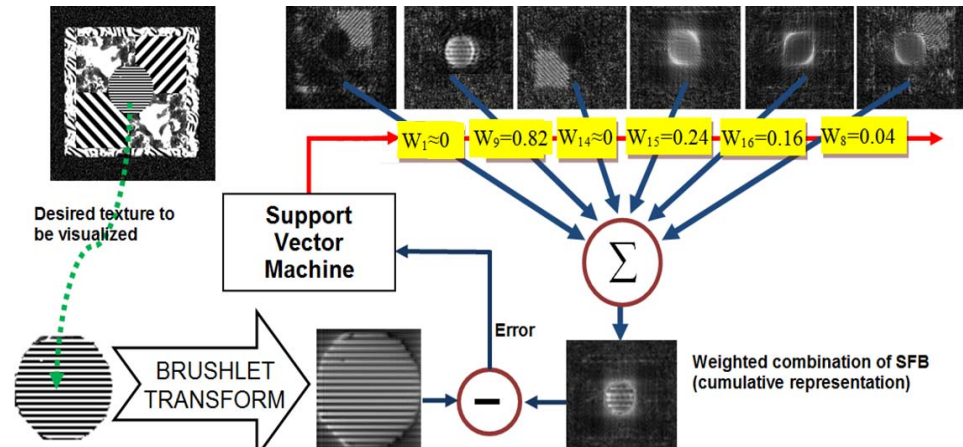 W₁≈0 W₉=0.82 W₁₄≈0 W₁₅=0.24 W₁₆=0.16 W₈=0.04
Desired texture to
be visualized
Support
Vector
Machine
∑
Error
BRUSHLET
TRANSFORM
−
Weighted combination of SFB
(cumulative representation)